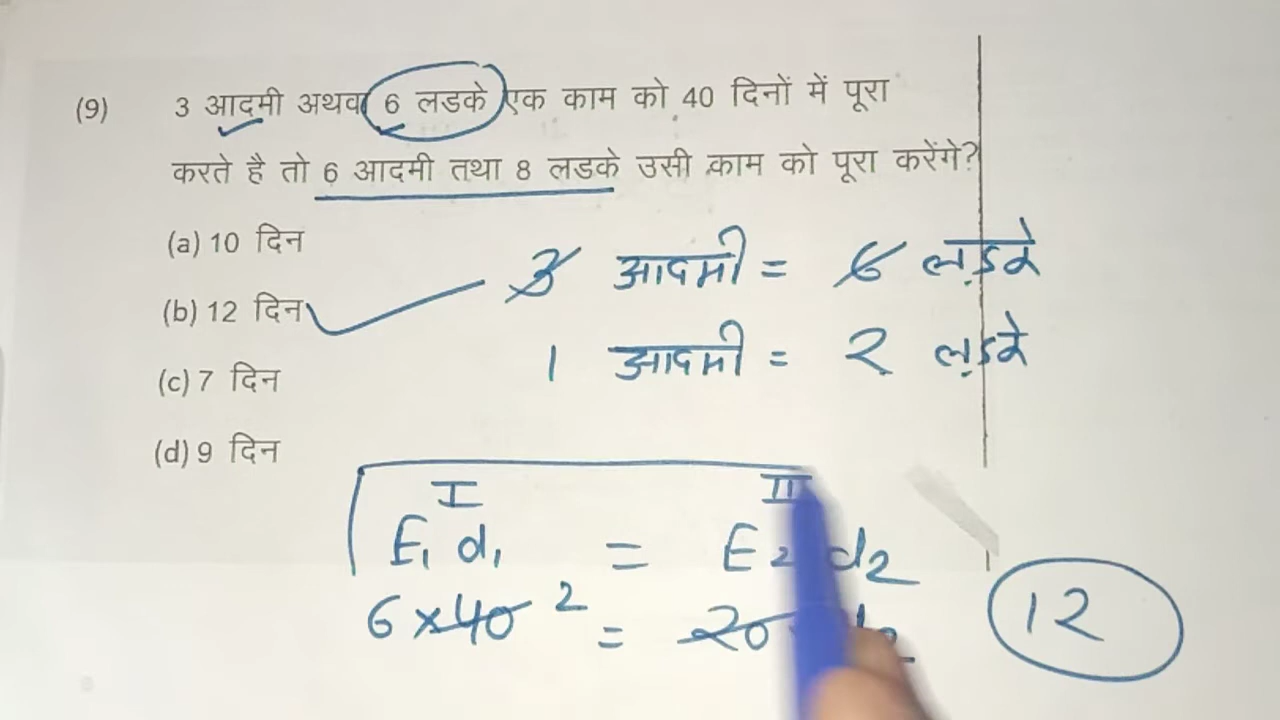 (9) 3 आदमी अथवा 6 लडके एक काम को 40 दिनों में पूरा
करते है तो 6 आदमी तथा 8 लडके उसी काम को पूरा करेंगे?
(a) 10 दिन
(b) 12 दिन
(c) 7 दिन
(d) 9 दिन
3 आदमी = 6 लड़के
1 आदमी = 2 लड़के
I II
E₁ d₁ = E₂ d₂
6 × 40 2 = 20 d₂
12